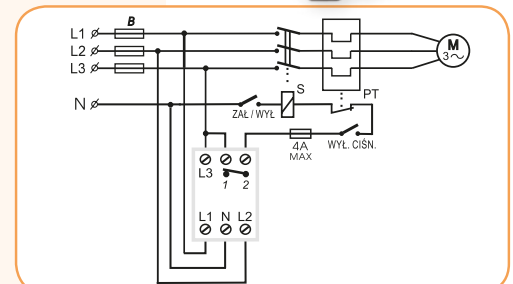 B
L1
L2
L3
M
3~
N
S
PT
ZAŁ / WYŁ
4A
MAX
WYŁ. CIŚN.
L3
1 2
L1 N L2